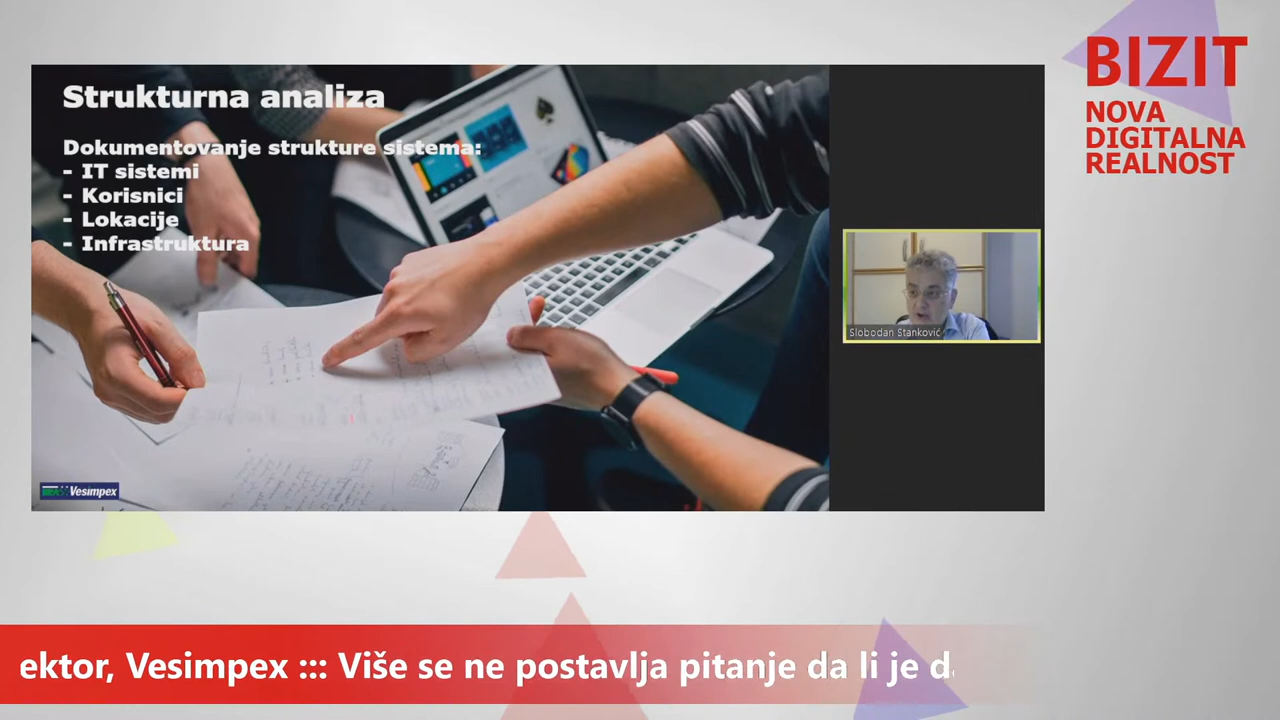 Strukturna analiza
Dokumentovanje strukture sistema:
- IT sistemi
- Korisnici
- Lokacije
- Infrastruktura
Vesimpex
Slobodan Stanković
BIZIT
NOVA
DIGITALNA
REALNOST
ektor, Vesimpex ::: Više se ne postavlja pitanje da li je d